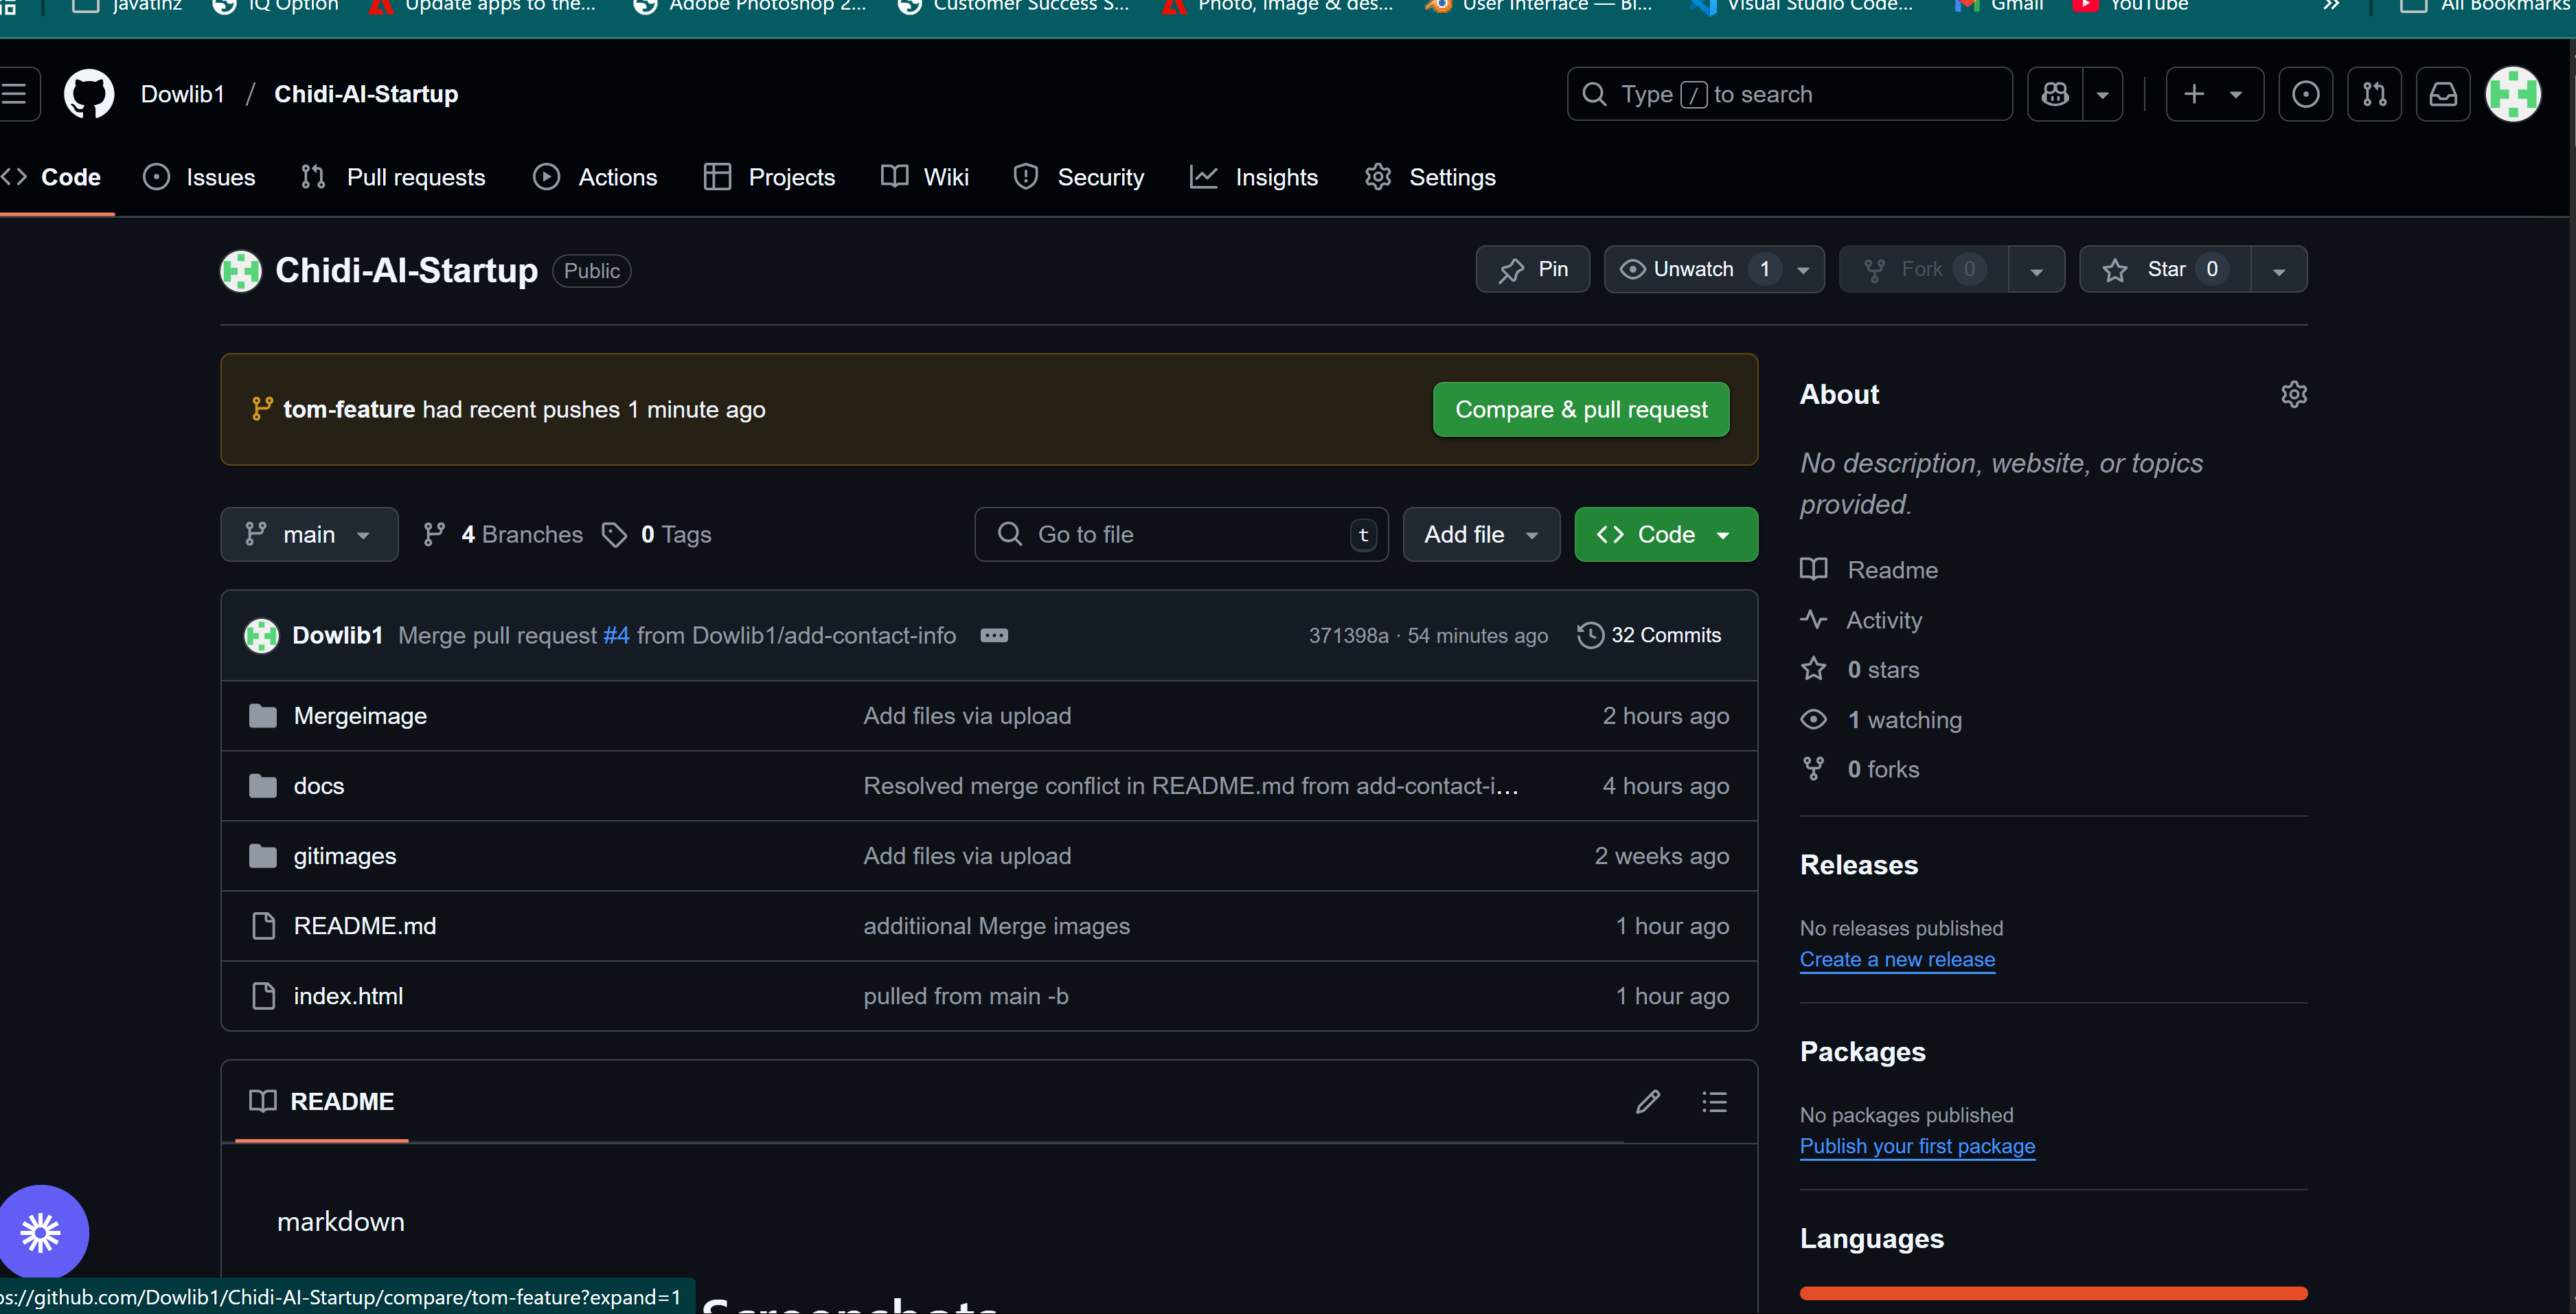 javatinz IQ Option Update apps to the... Adobe Photoshop 2... Customer Success S... Photo, image & des... User Interface — Bl... Visual Studio Code... Gmail YouTube » All Bookmarks
Dowlib1 / Chidi-AI-Startup Type / to search
Code Issues Pull requests Actions Projects Wiki Security Insights Settings
Chidi-AI-Startup Public Pin Unwatch 1 Fork 0 Star 0
tom-feature had recent pushes 1 minute ago Compare & pull request
main 4 Branches 0 Tags Go to file t Add file Code
Dowlib1 Merge pull request #4 from Dowlib1/add-contact-info 371398a · 54 minutes ago 32 Commits
Mergeimage Add files via upload 2 hours ago
docs Resolved merge conflict in README.md from add-contact-i... 4 hours ago
gitimages Add files via upload 2 weeks ago
README.md additiional Merge images 1 hour ago
index.html pulled from main -b 1 hour ago
README
markdown
Screenshots
About
No description, website, or topics
provided.
Readme
Activity
0 stars
1 watching
0 forks
Releases
No releases published
Create a new release
Packages
No packages published
Publish your first package
Languages
ps://github.com/Dowlib1/Chidi-AI-Startup/compare/tom-feature?expand=1